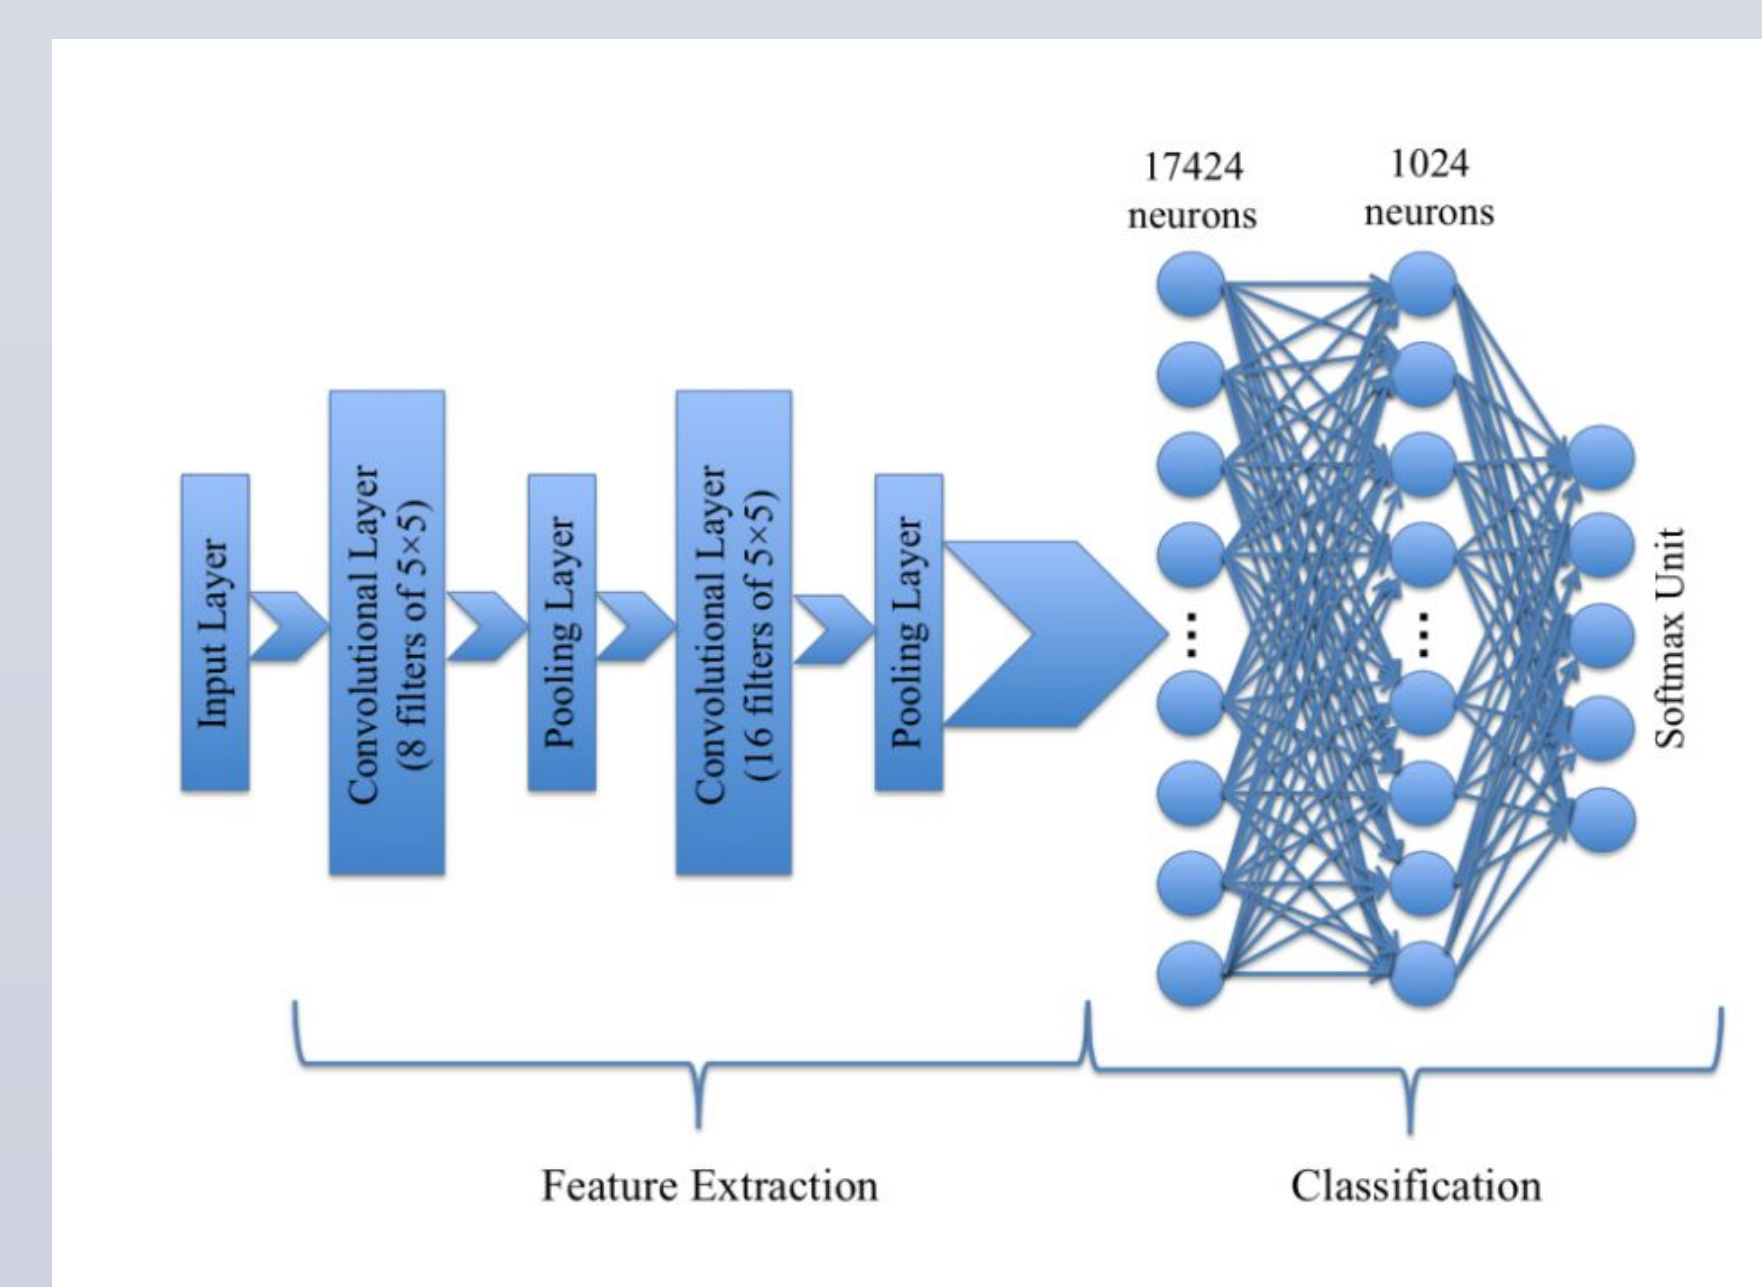 17424
neurons
1024
neurons
Input Layer
Convolutional Layer
(8 filters of 5×5)
Pooling Layer
Convolutional Layer
(16 filters of 5×5)
Pooling Layer
...
...
Softmax Unit
Feature Extraction
Classification